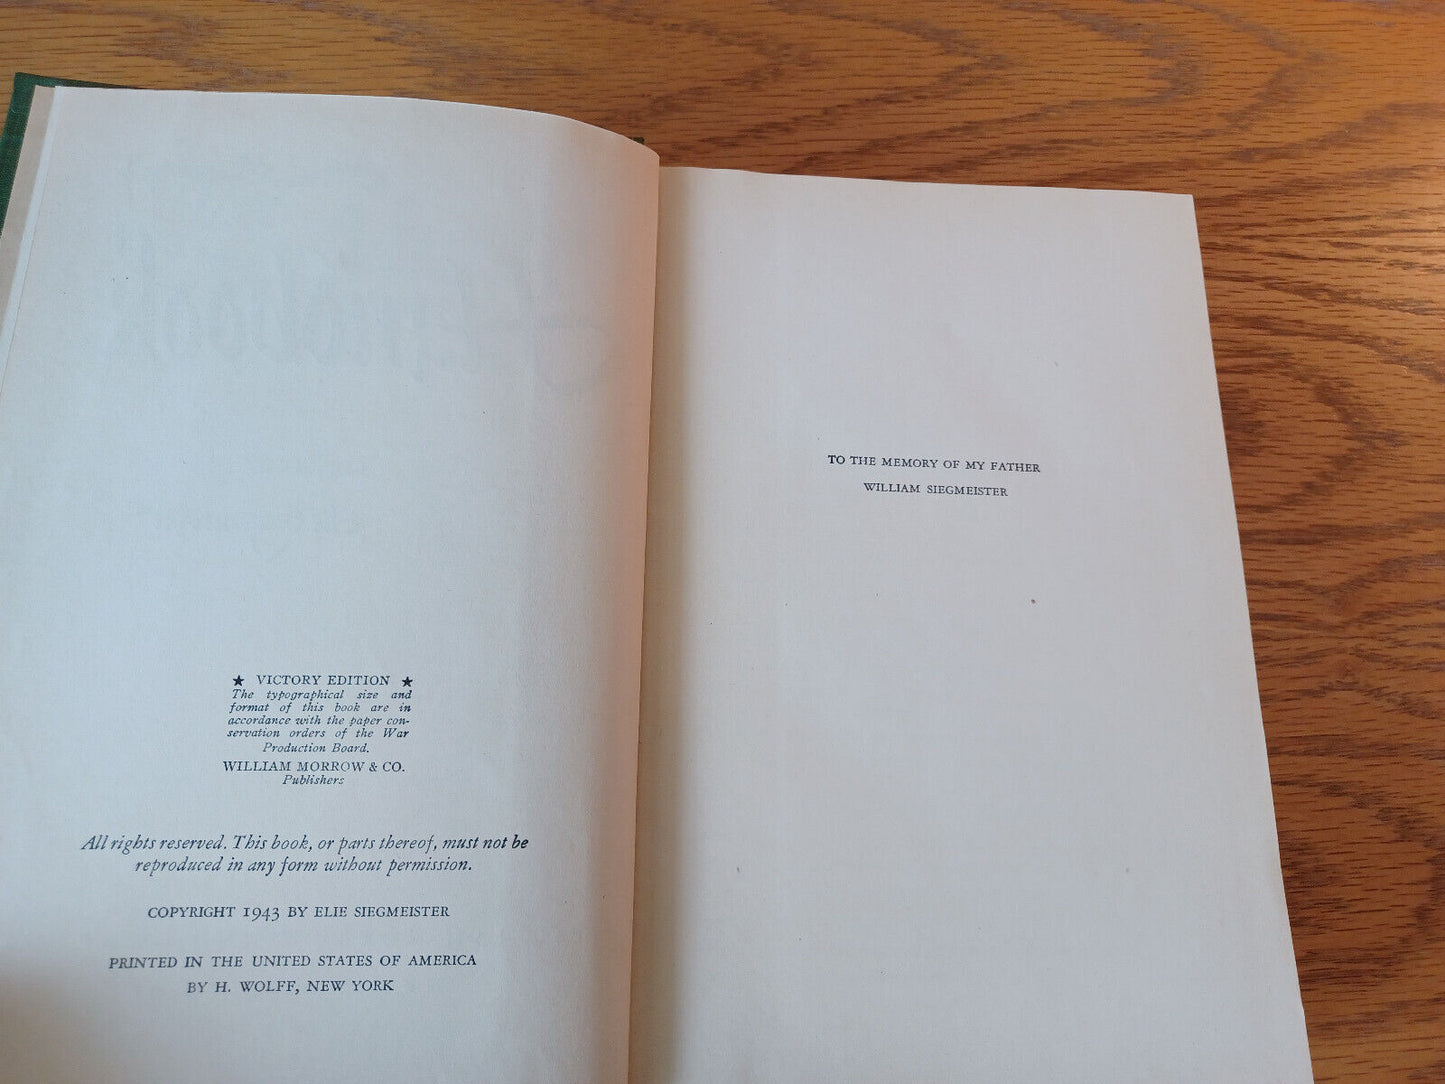 ★ VICTORY EDITION ★
The typographical size and
format of this book are in
accordance with the paper con-
servation orders of the War
Production Board.
WILLIAM MORROW & CO.
Publishers
All rights reserved. This book, or parts thereof, must not be
reproduced in any form without permission.
COPYRIGHT 1943 BY ELIE SIEGMEISTER
PRINTED IN THE UNITED STATES OF AMERICA
BY H. WOLFF, NEW YORK
TO THE MEMORY OF MY FATHER
WILLIAM SIEGMEISTER